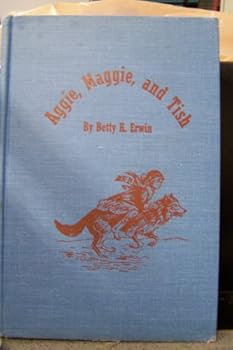 Aggie, Maggie, and Tish
By Betty K. Erwin